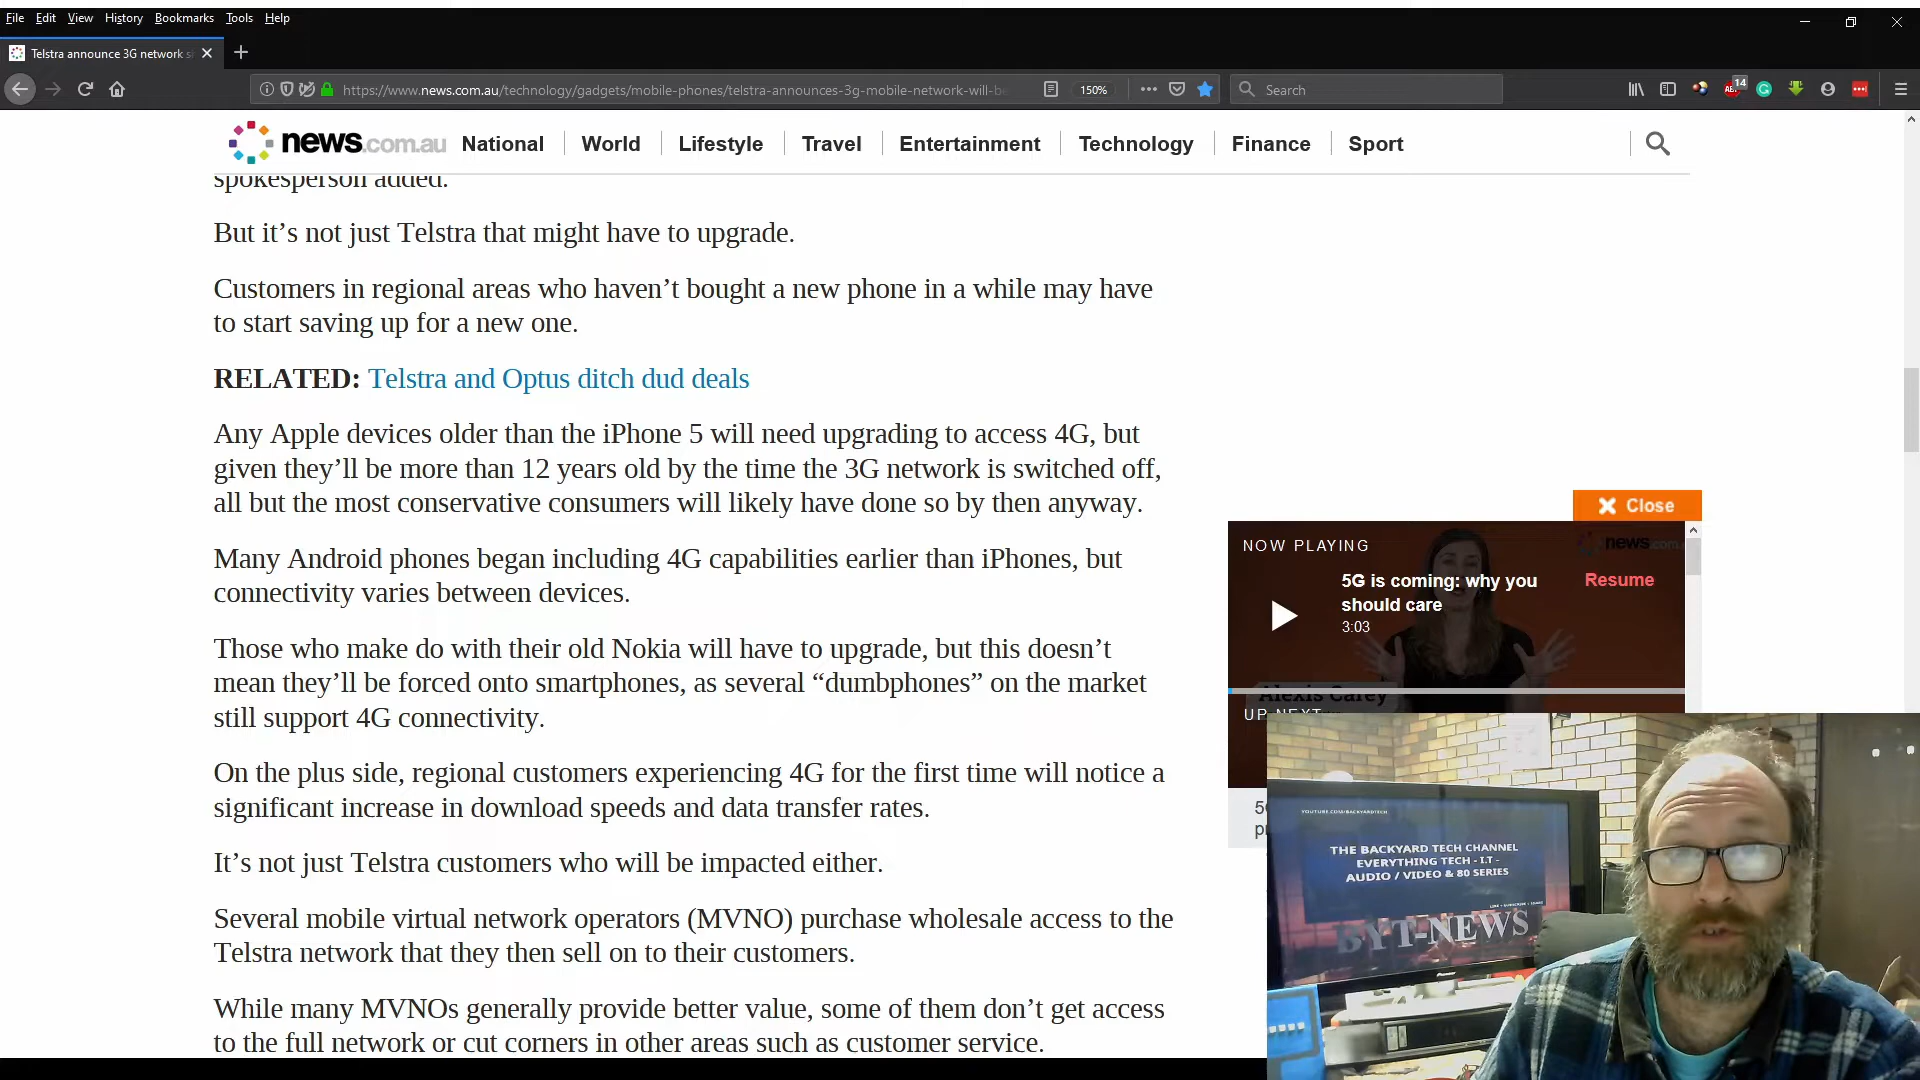 File Edit View History Bookmarks Tools Help
Telstra announce 3G network s
https://www.news.com.au/technology/gadgets/mobile-phones/telstra-announces-3g-mobile-network-will-be
150%
Search
14
news.com.au National World Lifestyle Travel Entertainment Technology Finance Sport
spokesperson added.
But it’s not just Telstra that might have to upgrade.
Customers in regional areas who haven’t bought a new phone in a while may have
to start saving up for a new one.
RELATED: Telstra and Optus ditch dud deals
Any Apple devices older than the iPhone 5 will need upgrading to access 4G, but
given they’ll be more than 12 years old by the time the 3G network is switched off,
all but the most conservative consumers will likely have done so by then anyway.
Many Android phones began including 4G capabilities earlier than iPhones, but
connectivity varies between devices.
Those who make do with their old Nokia will have to upgrade, but this doesn’t
mean they’ll be forced onto smartphones, as several “dumbphones” on the market
still support 4G connectivity.
On the plus side, regional customers experiencing 4G for the first time will notice a
significant increase in download speeds and data transfer rates.
It’s not just Telstra customers who will be impacted either.
Several mobile virtual network operators (MVNO) purchase wholesale access to the
Telstra network that they then sell on to their customers.
While many MVNOs generally provide better value, some of them don’t get access
to the full network or cut corners in other areas such as customer service.
Close
NOW PLAYING
news.com
5G is coming: why you
should care
3:03
Resume
Alexis Carey
UP NEXT
YOUTUBE.COM/BACKYARDTECH
THE BACKYARD TECH CHANNEL
EVERYTHING TECH - I.T -
AUDIO / VIDEO & 80 SERIES
BYT-NEWS
Pioneer